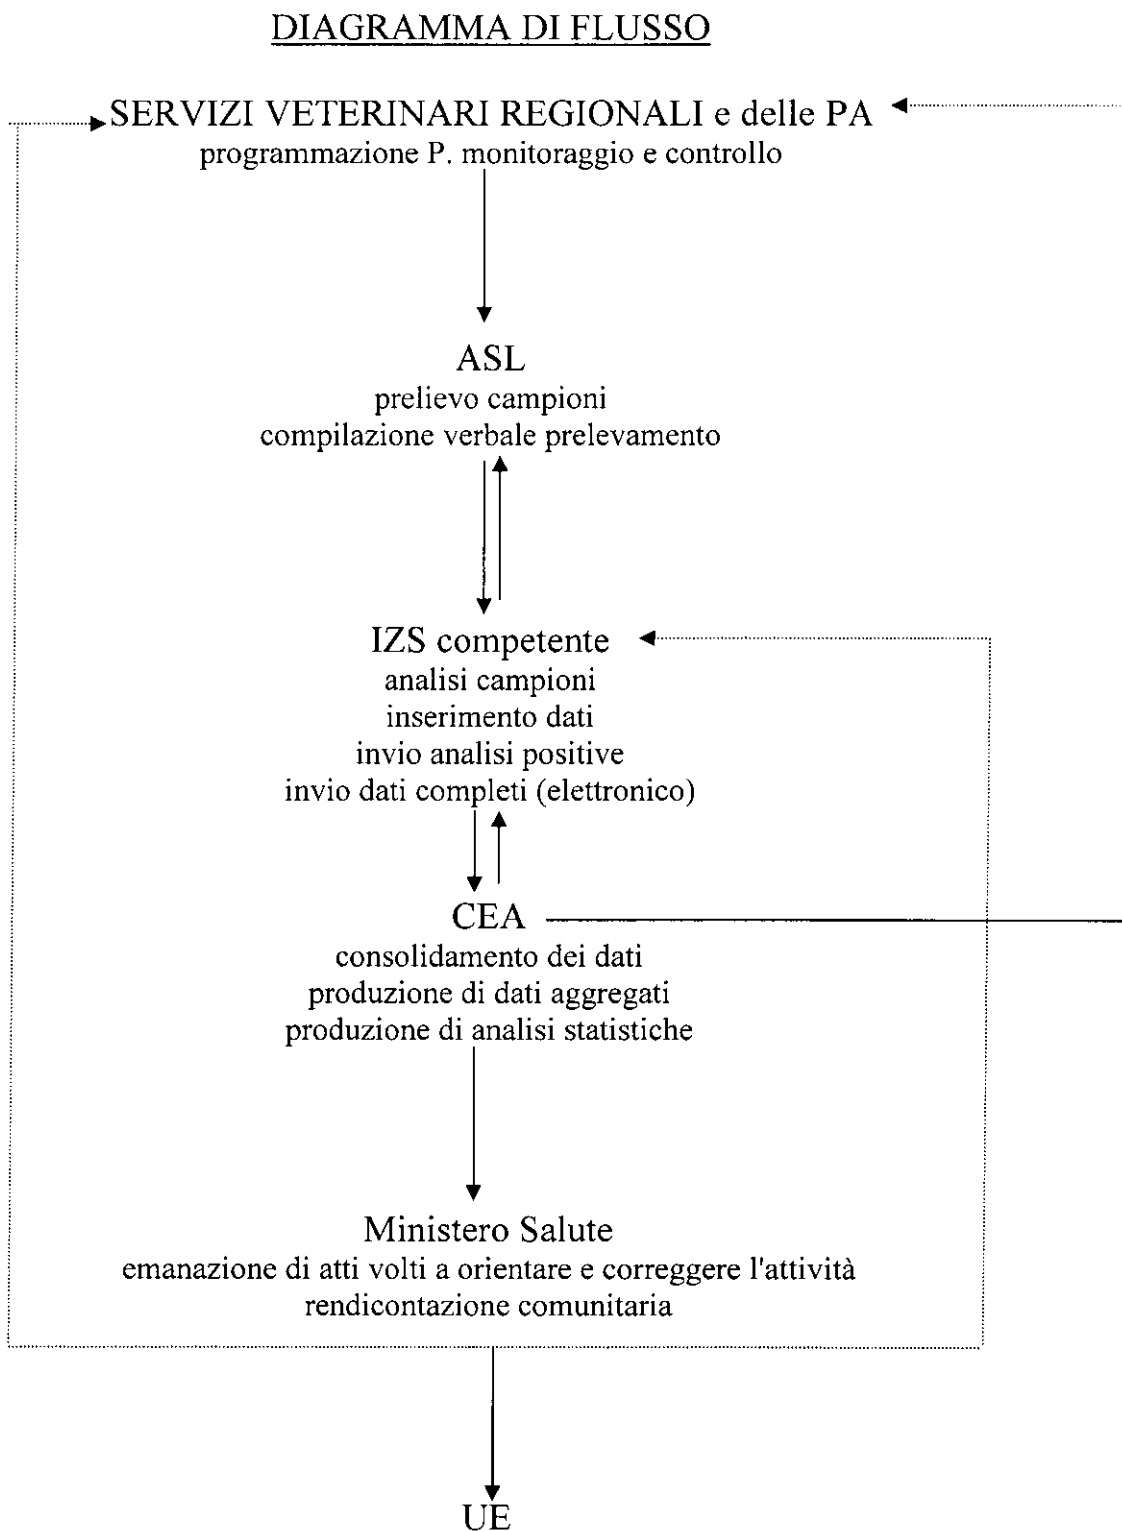 DIAGRAMMA DI FLUSSO
SERVIZI VETERINARI REGIONALI e delle PA
programmazione P. monitoraggio e controllo
ASL
prelievo campioni
compilazione verbale prelevamento
IZS competente
analisi campioni
inserimento dati
invio analisi positive
invio dati completi (elettronico)
CEA
consolidamento dei dati
produzione di dati aggregati
produzione di analisi statistiche
Ministero Salute
emanazione di atti volti a orientare e correggere l'attività
rendicontazione comunitaria
UE